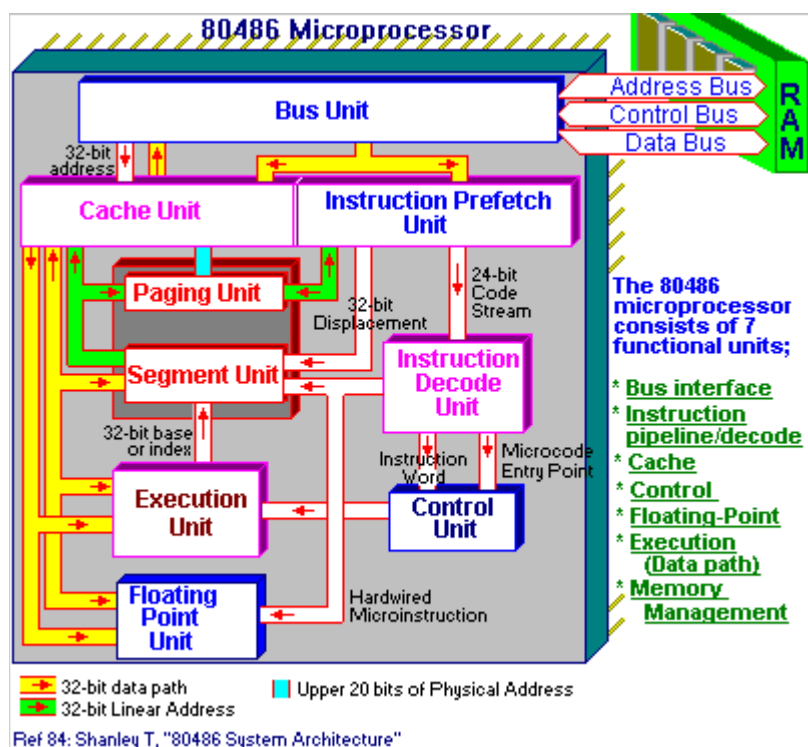 80486 Microprocessor
Bus Unit
Address Bus
Control Bus
Data Bus
RAM
32-bit
address
Cache Unit
Instruction Prefetch
Unit
Paging Unit
32-bit
Displacement
24-bit
Code
Stream
Segment Unit
Instruction
Decode
Unit
32-bit base
or index
Instruction
Word
Microcode
Entry Point
Execution
Unit
Control
Unit
Floating
Point
Unit
Hardwired
Microinstruction
The 80486
microprocessor
consists of 7
functional units;
* Bus interface
* Instruction
pipeline/decode
* Cache
* Control
* Floating-Point
* Execution
(Data path)
* Memory
Management
32-bit data path
32-bit Linear Address
Upper 20 bits of Physical Address
Ref 84: Shanley T, "80486 System Architecture"